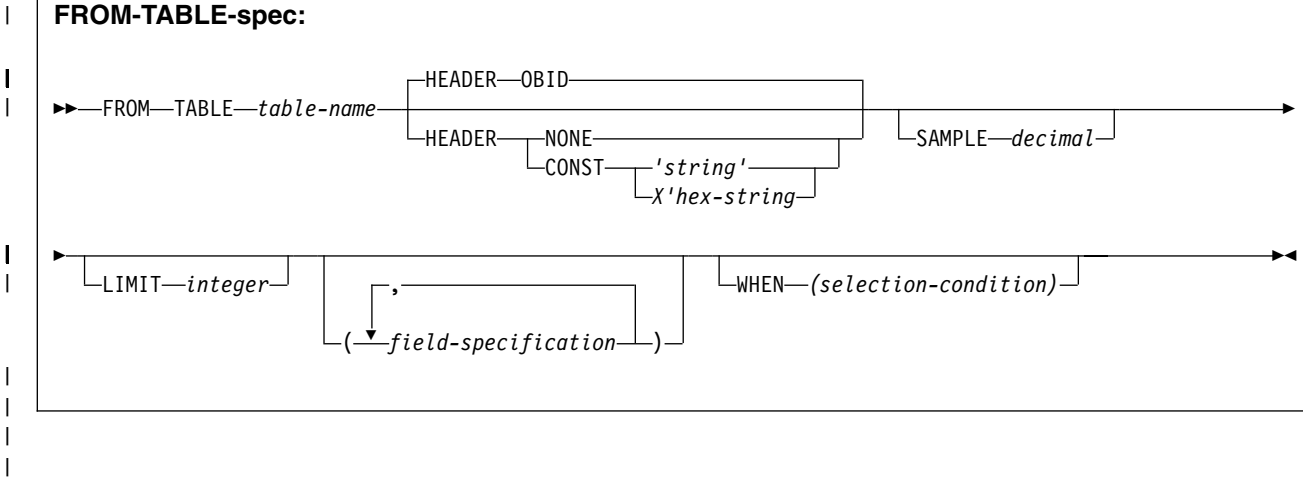 FROM-TABLE-spec:
HEADER OBID
FROM TABLE table-name
HEADER NONE
SAMPLE decimal
CONST 'string'
X'hex-string
LIMIT integer
,
WHEN (selection-condition)
( field-specification )